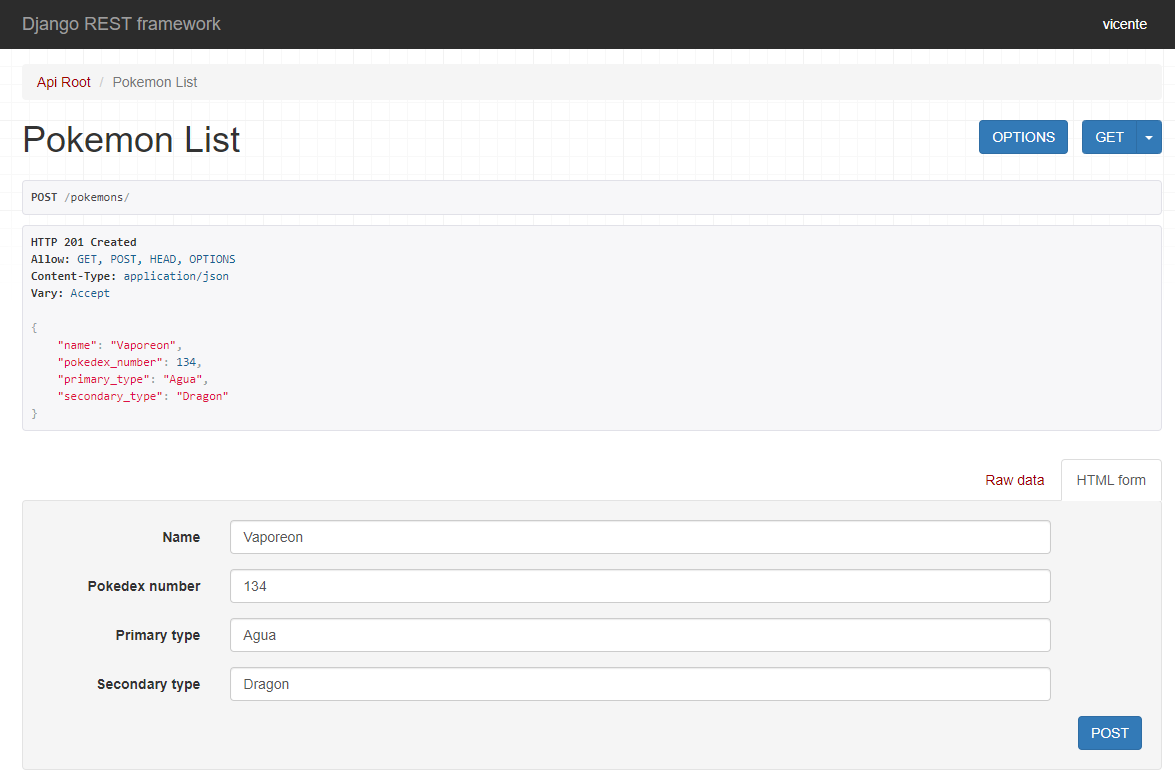 Django REST framework
vicente
Api Root / Pokemon List
Pokemon List
OPTIONS
GET
POST /pokemons/
HTTP 201 Created
Allow: GET, POST, HEAD, OPTIONS
Content-Type: application/json
Vary: Accept
{
    "name": "Vaporeon",
    "pokedex_number": 134,
    "primary_type": "Agua",
    "secondary_type": "Dragon"
}
Raw data
HTML form
Name
Vaporeon
Pokedex number
134
Primary type
Agua
Secondary type
Dragon
POST